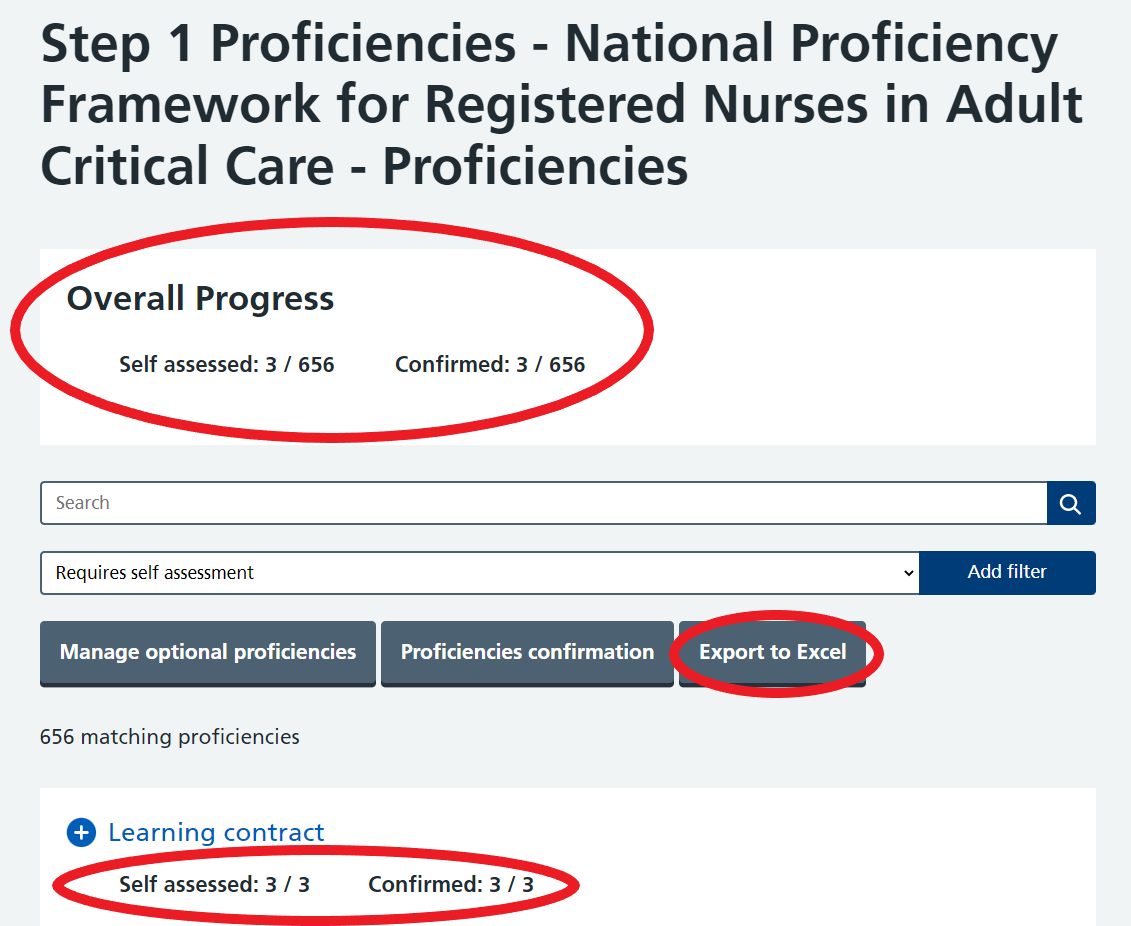 Step 1 Proficiencies - National Proficiency
Framework for Registered Nurses in Adult
Critical Care - Proficiencies
Overall Progress
Self assessed: 3 / 656 Confirmed: 3 / 656
Search
Requires self assessment Add filter
Manage optional proficiencies Proficiencies confirmation Export to Excel
656 matching proficiencies
Learning contract
Self assessed: 3 / 3 Confirmed: 3 / 3